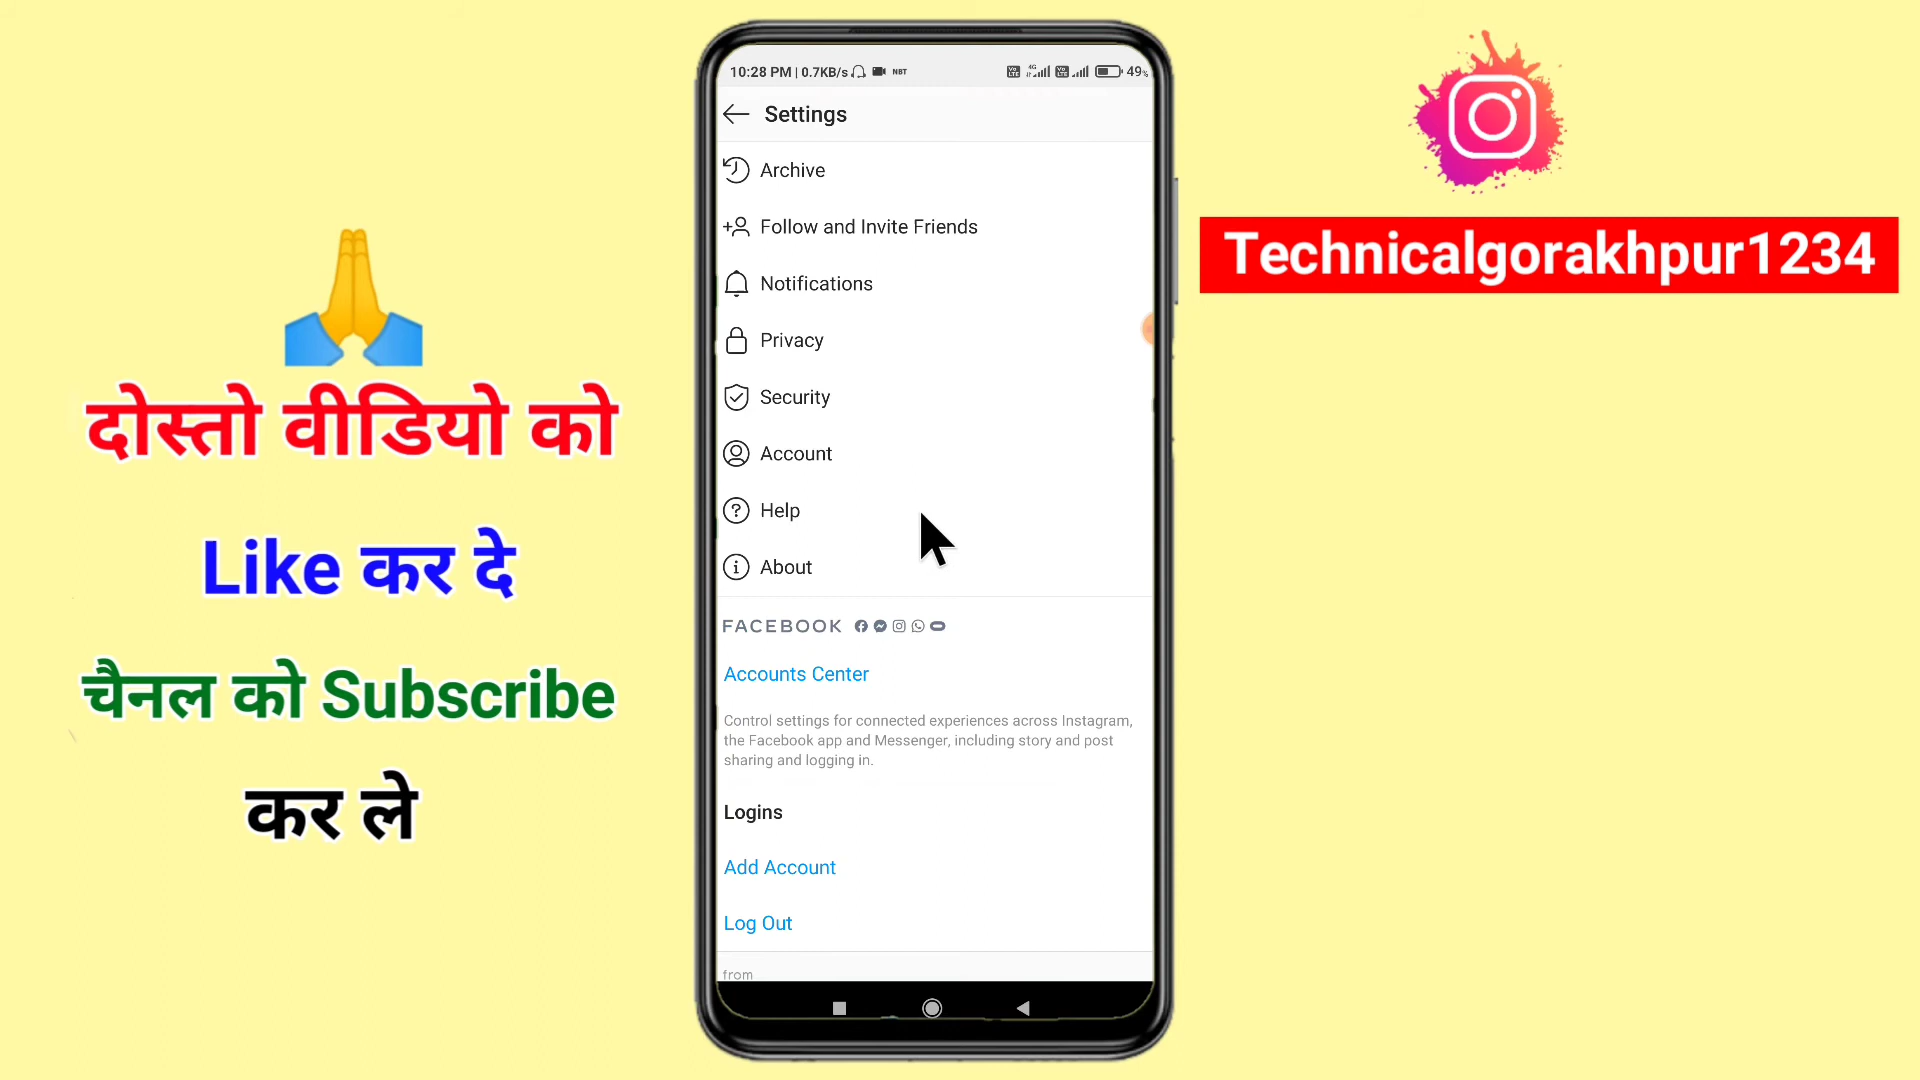 दोस्तो वीडियो को
Like कर दे
चैनल को Subscribe
कर ले
10:28 PM | 0.7KB/s NBT 4G 49%
Settings
Archive
Follow and Invite Friends
Notifications
Privacy
Security
Account
Help
About
FACEBOOK
Accounts Center
Control settings for connected experiences across Instagram,
the Facebook app and Messenger, including story and post
sharing and logging in.
Logins
Add Account
Log Out
from
Technicalgorakhpur1234